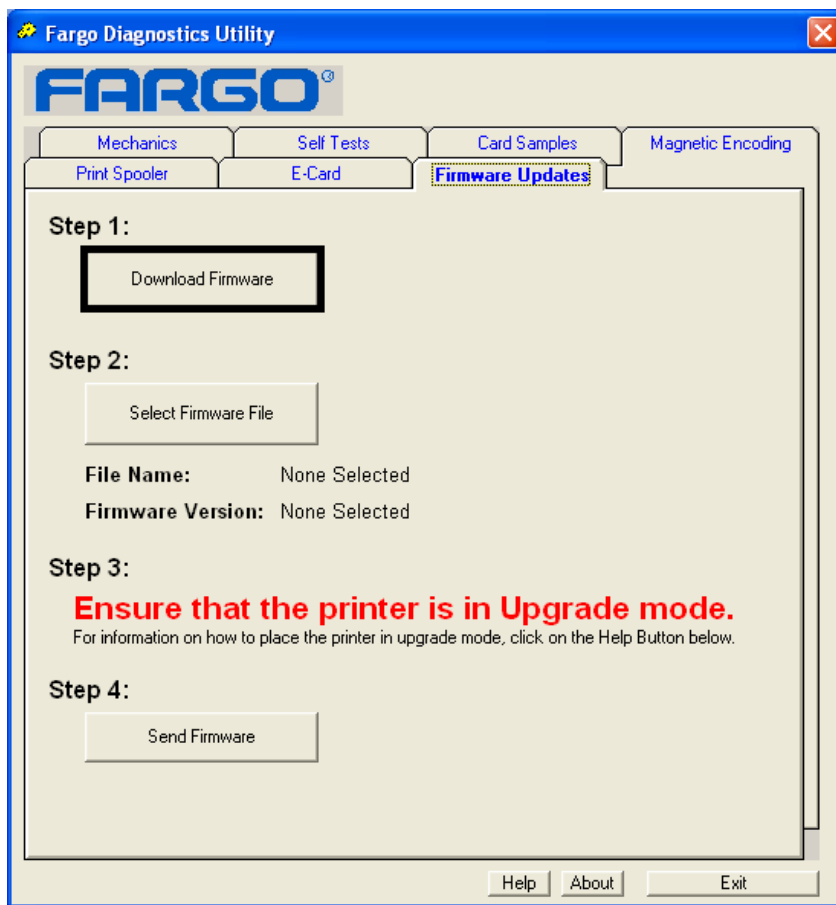 Fargo Diagnostics Utility
FARGO®
Mechanics Self Tests Card Samples Magnetic Encoding
Print Spooler E-Card Firmware Updates
Step 1:
Download Firmware
Step 2:
Select Firmware File
File Name: None Selected
Firmware Version: None Selected
Step 3:
Ensure that the printer is in Upgrade mode.
For information on how to place the printer in upgrade mode, click on the Help Button below.
Step 4:
Send Firmware
Help About Exit